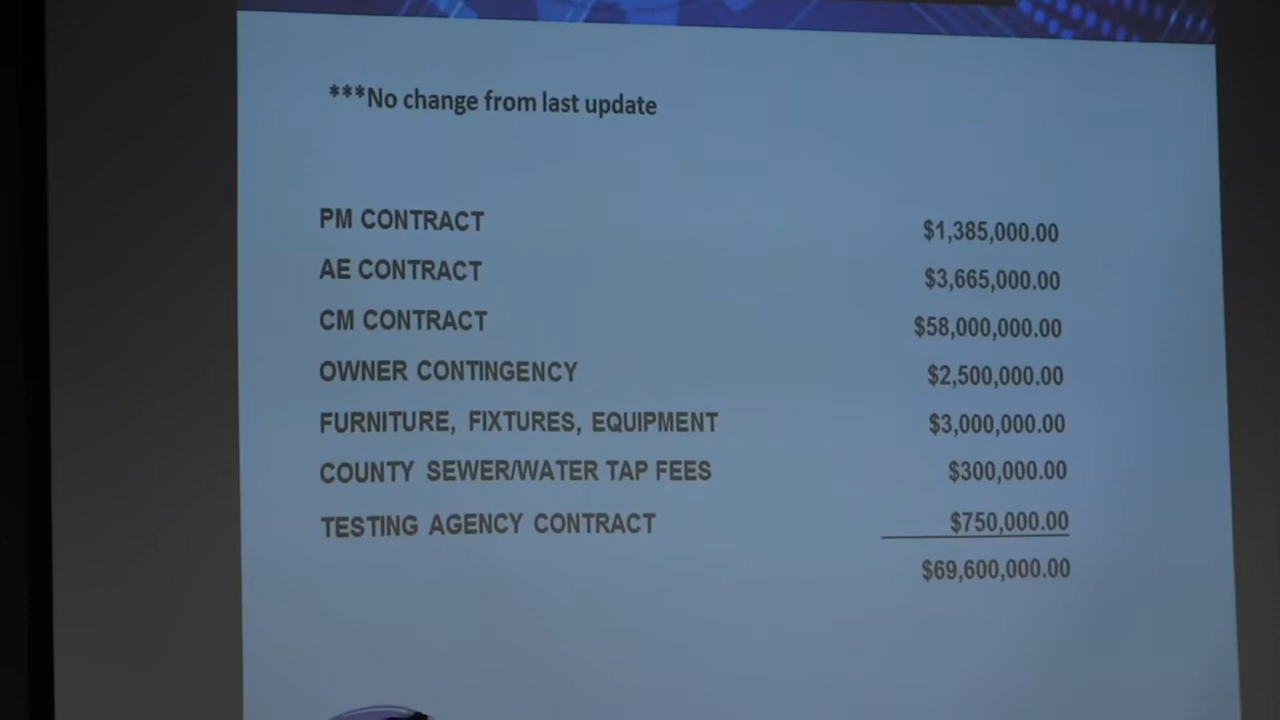 ***No change from last update
PM CONTRACT $1,385,000.00
AE CONTRACT $3,665,000.00
CM CONTRACT $58,000,000.00
OWNER CONTINGENCY $2,500,000.00
FURNITURE, FIXTURES, EQUIPMENT $3,000,000.00
COUNTY SEWER/WATER TAP FEES $300,000.00
TESTING AGENCY CONTRACT $750,000.00
$69,600,000.00